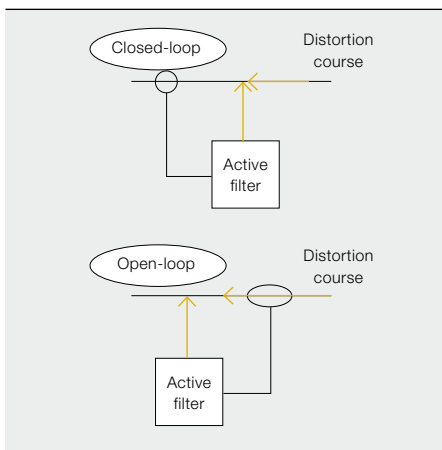 Closed-loop
Distortion
course
Active
filter
Open-loop
Distortion
course
Active
filter